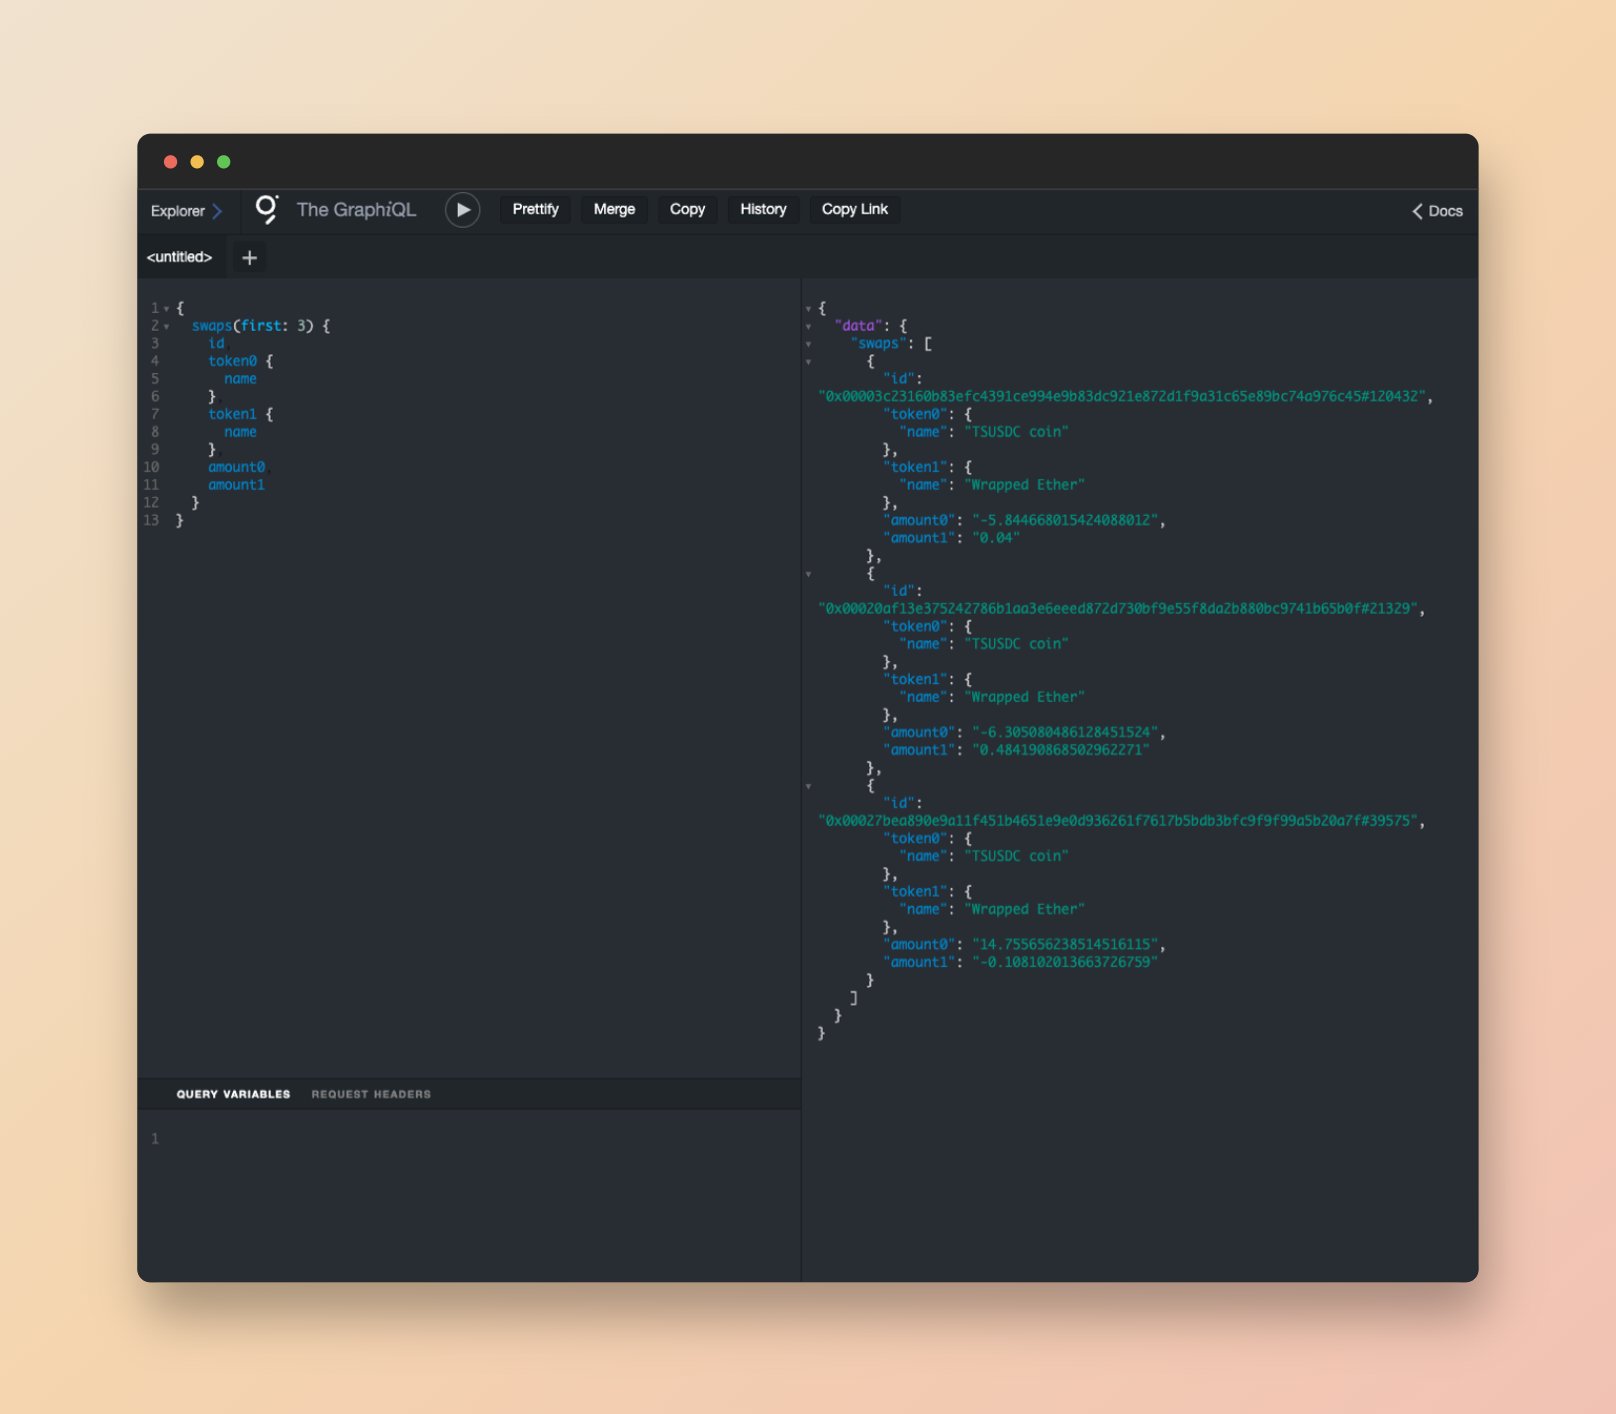 Explorer
The GraphiQL
Prettify
Merge
Copy
History
Copy Link
Docs
<untitled>
+
1 {
2 swaps(first: 3) {
3 id,
4 token0 {
5 name
6 },
7 token1 {
8 name
9 },
10 amount0,
11 amount1
12 }
13 }
QUERY VARIABLES REQUEST HEADERS
1
{
"data": {
"swaps": [
{
"id":
"0x00003c23160b83efc4391ce994e9b83dc921e872d1f9a31c65e89bc74a976c45#120432",
"token0": {
"name": "TSUSDC coin"
},
"token1": {
"name": "Wrapped Ether"
},
"amount0": "-5.844668015424088012",
"amount1": "0.04"
},
{
"id":
"0x00020af13e375242786b1aa3e6eeed872d730bf9e55f8da2b880bc9741b65b0f#21329",
"token0": {
"name": "TSUSDC coin"
},
"token1": {
"name": "Wrapped Ether"
},
"amount0": "-6.305080486128451524",
"amount1": "0.484190868502962271"
},
{
"id":
"0x00027bea890e9a11f451b4651e9e0d936261f7617b5bdb3bfc9f9f99a5b20a7f#39575",
"token0": {
"name": "TSUSDC coin"
},
"token1": {
"name": "Wrapped Ether"
},
"amount0": "14.755656238514516115",
"amount1": "-0.108102013663726759"
}
]
}
}